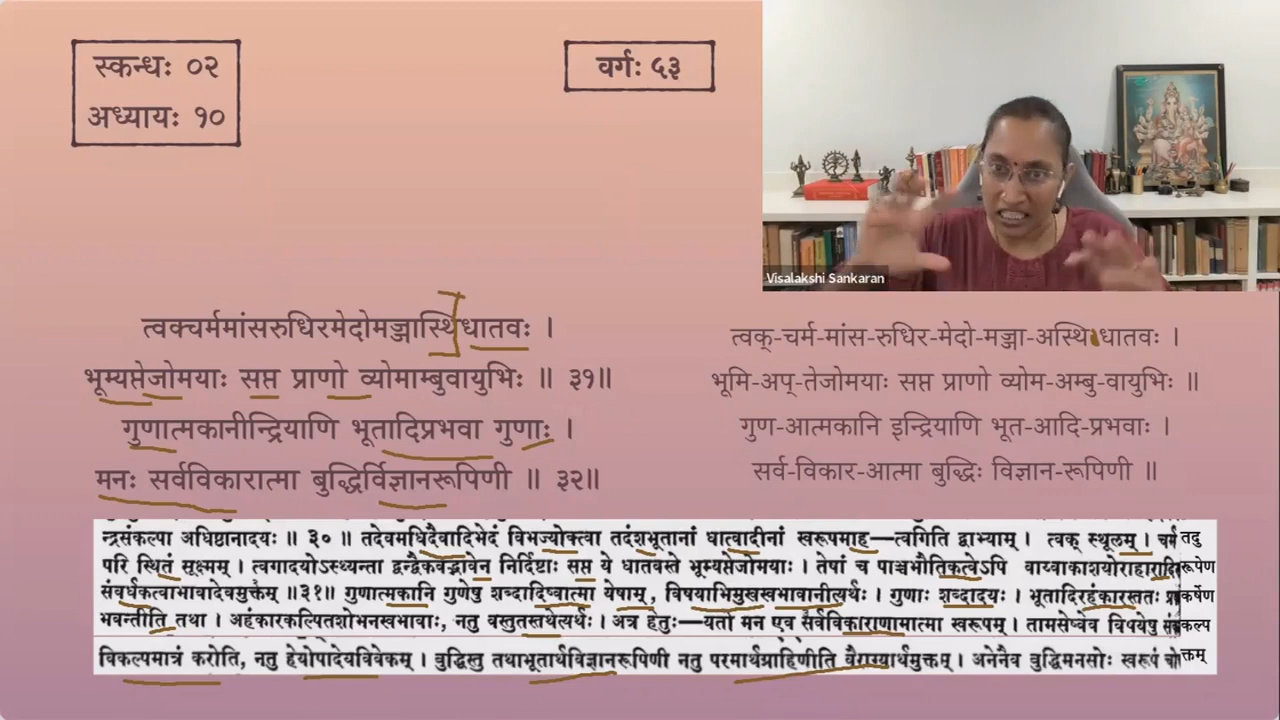 स्कन्धः ०२
अध्यायः १०
वर्गः ५३
Visalakshi Sankaran
त्वक्चर्ममांसरुधिरमेदोमज्जास्थिधातवः ।
भूम्यप्तेजोमयाः सप्त प्राणो व्योमाम्बुवायुभिः ॥ ३१॥
गुणात्मकानीन्द्रियाणि भूतादिप्रभवा गुणाः ।
मनः सर्वविकारात्मा बुद्धिर्विज्ञानरूपिणी ॥ ३२॥
त्वक्-चर्म-मांस-रुधिर-मेदो-मज्जा-अस्थि धातवः ।
भूमि-अप्-तेजोमयाः सप्त प्राणो व्योम-अम्बु-वायुभिः ॥
गुण-आत्मकानि इन्द्रियाणि भूत-आदि-प्रभवाः ।
सर्व-विकार-आत्मा बुद्धिः विज्ञान-रूपिणी ॥
न्द्रसंकल्पा अधिष्ठानादयः ॥ ३० ॥ तदेवमधिदैवादिभेदं विभज्योक्त्वा तदंशभूतानां धात्वादीनां स्वरूपमाह—त्वगिति द्वाभ्याम् । त्वक् स्थूलम् । चर्म तदु
परि स्थितं सूक्ष्मम् । त्वगादयोऽस्थ्यन्ता द्वन्द्वैकवद्भावेन निर्दिष्टाः सप्त ये धातवस्ते भूम्यप्तेजोमयाः । तेषां च पाञ्चभौतिकत्वेऽपि वाय्वाकाशयोराहारादिरूपेण
संवर्धकत्वाभावादेवमुक्तम् ॥३१॥ गुणात्मकानि गुणेषु शब्दादिष्वात्मा येषाम्, विषयाभिमुखस्वभावानीत्यर्थः । गुणाः शब्दादयः । भूतादिरहंकारस्ततः प्रकर्षेण
भवन्तीति तथा । अहंकारकल्पितशोभनस्वभावाः, नतु वस्तुतस्तथेत्यर्थः । अत्र हेतुः—यतो मन एव सर्वविकाराणामात्मा स्वरूपम् । तामसेष्वेव विषयेषु संकल्प
विकल्पमात्रं करोति, नतु हेयोपादेयविवेकम् । बुद्धिस्तु तथाभूतार्थविज्ञानरूपिणी नतु परमार्थग्राहिणीति वैराग्यार्थमुक्तम् । अनेनैव बुद्धिमनसोः स्वरूपं चोक्तम्